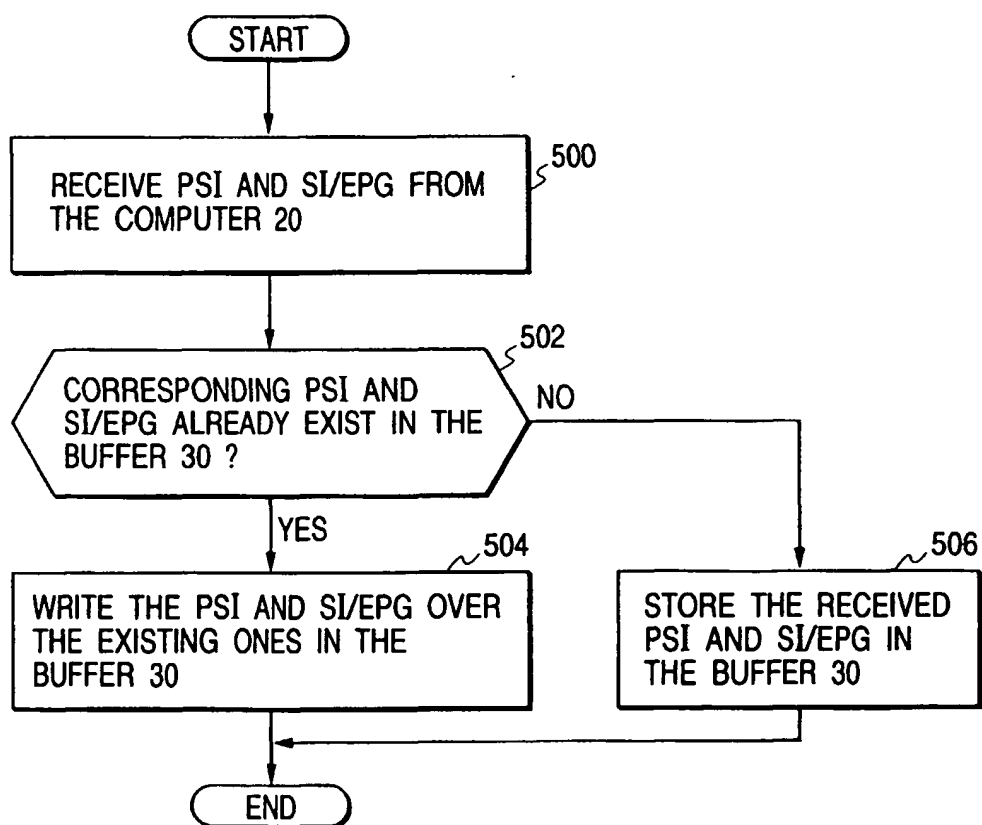 START
500
RECEIVE PSI AND SI/EPG FROM
THE COMPUTER 20
502
CORRESPONDING PSI AND
SI/EPG ALREADY EXIST IN THE
BUFFER 30 ?
NO
YES
504
WRITE THE PSI AND SI/EPG OVER
THE EXISTING ONES IN THE
BUFFER 30
506
STORE THE RECEIVED
PSI AND SI/EPG IN
THE BUFFER 30
END